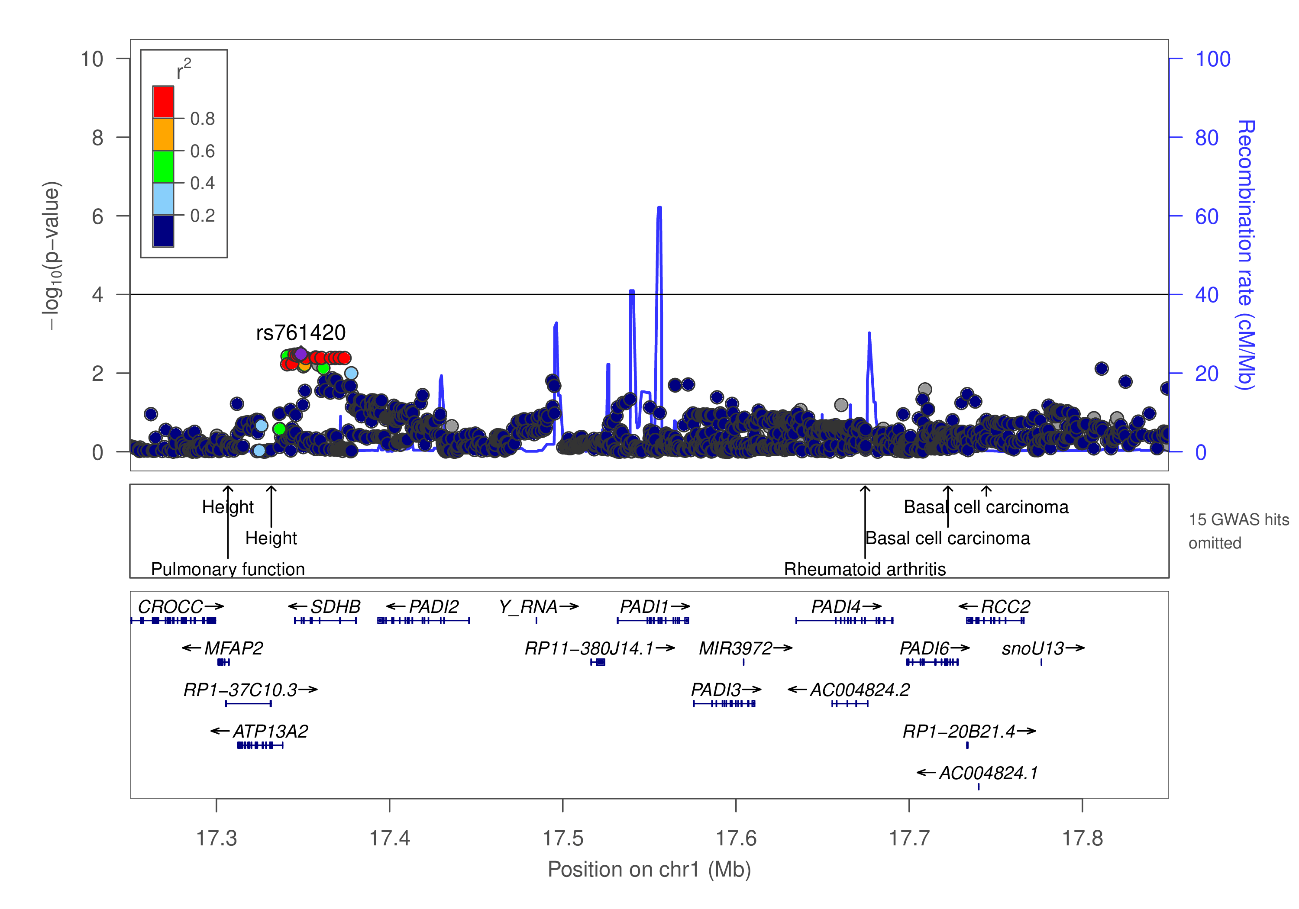 r2
0.8
0.6
0.4
0.2
10
8
6
4
2
0
−log10(p−value)
100
80
60
40
20
0
Recombination rate (cM/Mb)
rs761420
Height
Basal cell carcinoma
Height
Basal cell carcinoma
Pulmonary function
Rheumatoid arthritis
15 GWAS hits
omitted
CROCC→ ←SDHB ←PADI2 Y_RNA→ PADI1→ PADI4→ ←RCC2
←MFAP2 RP11−380J14.1→ MIR3972→ PADI6→ snoU13→
RP1−37C10.3→ PADI3→ ←AC004824.2
←ATP13A2 RP1−20B21.4→
←AC004824.1
17.3 17.4 17.5 17.6 17.7 17.8
Position on chr1 (Mb)